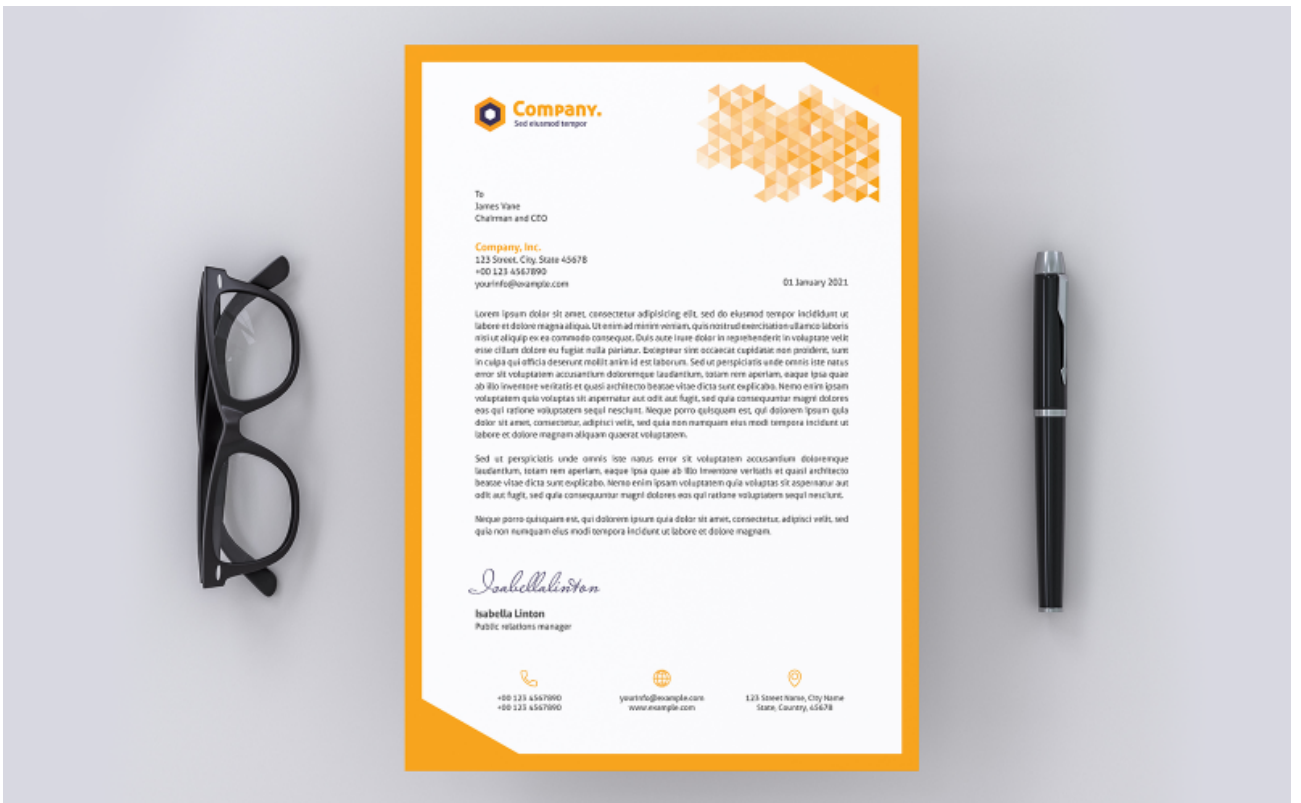 Company.
Sed eiusmod tempor
To
James Vane
Chairman and CEO
Company, Inc.
123 Street, City, State 45678
+00 123 4567890
yourinfo@example.com
01 January 2021
Lorem ipsum dolor sit amet, consectetur adipisicing elit, sed do eiusmod tempor incididunt ut
labore et dolore magna aliqua. Ut enim ad minim veniam, quis nostrud exercitation ullamco laboris
nisi ut aliquip ex ea commodo consequat. Duis aute irure dolor in reprehenderit in voluptate velit
esse cillum dolore eu fugiat nulla pariatur. Excepteur sint occaecat cupidatat non proident, sunt
in culpa qui officia deserunt mollit anim id est laborum. Sed ut perspiciatis unde omnis iste natus
error sit voluptatem accusantium doloremque laudantium, totam rem aperiam, eaque ipsa quae
ab illo inventore veritatis et quasi architecto beatae vitae dicta sunt explicabo. Nemo enim ipsam
voluptatem quia voluptas sit aspernatur aut odit aut fugit, sed quia consequuntur magni dolores
eos qui ratione voluptatem sequi nesciunt. Neque porro quisquam est, qui dolorem ipsum quia
dolor sit amet, consectetur, adipisci velit, sed quia non numquam eius modi tempora incidunt ut
labore et dolore magnam aliquam quaerat voluptatem.
Sed ut perspiciatis unde omnis iste natus error sit voluptatem accusantium doloremque
laudantium, totam rem aperiam, eaque ipsa quae ab illo inventore veritatis et quasi architecto
beatae vitae dicta sunt explicabo. Nemo enim ipsam voluptatem quia voluptas sit aspernatur aut
odit aut fugit, sed quia consequuntur magni dolores eos qui ratione voluptatem sequi nesciunt.
Neque porro quisquam est, qui dolorem ipsum quia dolor sit amet, consectetur, adipisci velit, sed
quia non numquam eius modi tempora incidunt ut labore et dolore magnam.
Isabellalinton
Isabella Linton
Public relations manager
+00 123 4567890
+00 123 4567890
yourinfo@example.com
www.example.com
123 Street Name, City Name
State, Country, 45678